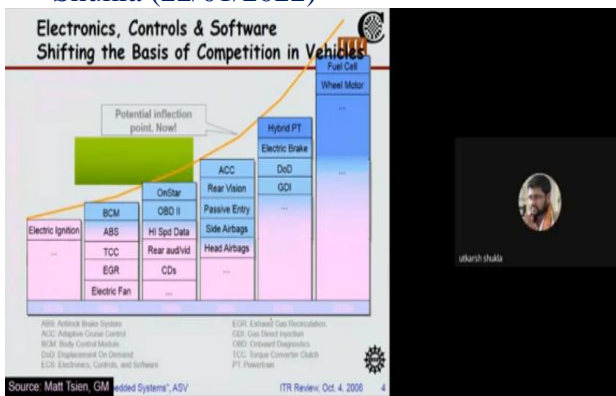 Shukla (22/01/2022)
Electronics, Controls & Software
Shifting the Basis of Competition in Vehicles
Potential inflection
point. Now!
Electric Ignition
...
BCM
ABS
TCC
EGR
Electric Fan
OnStar
OBD II
HI Spd Data
Rear aud/vid
CDs
...
ACC
Rear Vision
Passive Entry
Side Airbags
Head Airbags
...
Hybrid PT
Electric Brake
DoD
GDI
...
Fuel Cell
Wheel Motor
...
...
ABS: Antilock Brake System
ACC: Adaptive Cruise Control
BCM: Body Control Module
DoD: Displacement On Demand
ECS: Electronics, Controls, and Software
EGR: Exhaust Gas Recirculation.
GDI: Gas Direct Injection
OBD: Onboard Diagnostics
TCC: Torque Converter Clutch
PT: Powertrain
Source: Matt Tsien, GM
edded Systems", ASV
ITR Review, Oct. 4, 2006
4
utkarsh shukla